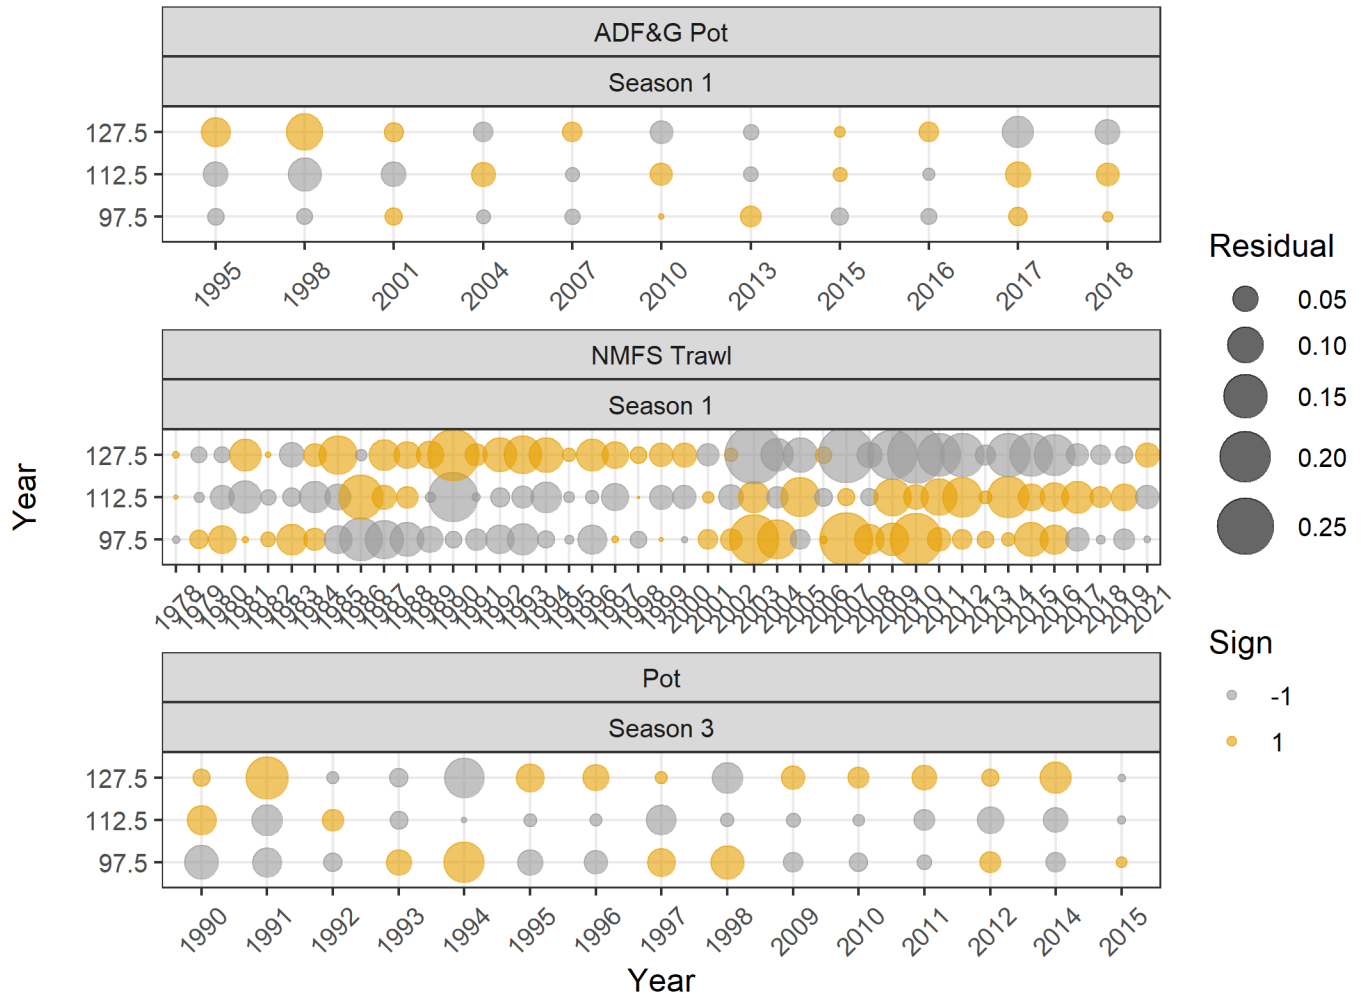 ADF&G Pot
Season 1
127.5
112.5
97.5
1995 1998 2001 2004 2007 2010 2013 2015 2016 2017 2018
NMFS Trawl
Season 1
127.5
112.5
97.5
1978 1979 1980 1981 1982 1983 1984 1985 1986 1987 1988 1989 1990 1991 1992 1993 1994 1995 1996 1997 1998 1999 2000 2001 2002 2003 2004 2005 2006 2007 2008 2009 2010 2011 2012 2013 2014 2015 2016 2017 2018 2019 2021
Pot
Season 3
127.5
112.5
97.5
1990 1991 1992 1993 1994 1995 1996 1997 1998 2009 2010 2011 2012 2014 2015
Year
Year
Residual
0.05
0.10
0.15
0.20
0.25
Sign
-1
1